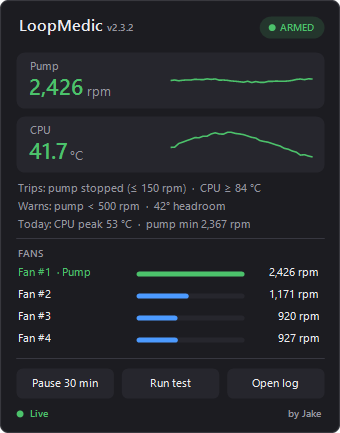 LoopMedic v2.3.2
ARMED
Pump
2,426 rpm
CPU
41.7 °C
Trips: pump stopped (≤ 150 rpm) · CPU ≥ 84 °C
Warns: pump < 500 rpm · 42° headroom
Today: CPU peak 53 °C · pump min 2,367 rpm
FANS
Fan #1 · Pump 2,426 rpm
Fan #2 1,171 rpm
Fan #3 920 rpm
Fan #4 927 rpm
Pause 30 min Run test Open log
Live by Jake